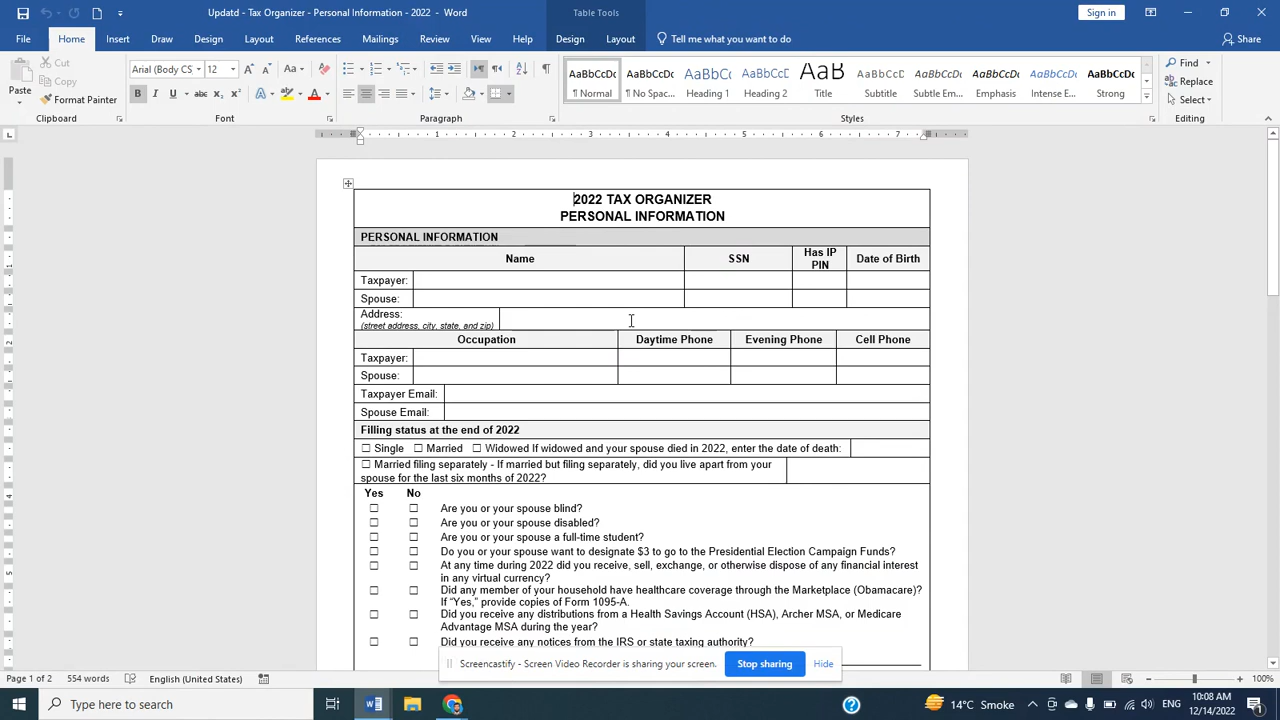 Updated - Tax Organizer - Personal Information - 2022 - Word
Table Tools
Sign in
File Home Insert Draw Design Layout References Mailings Review View Help Design Layout Tell me what you want to do Share
Cut
Copy
Format Painter
Paste
Arial (Body CS) 12
AaBbCcDc AaBbCcDc AaBbCc AaBbCcD AaB AaBbCcD AaBbCcDc AaBbCcDc AaBbCcDc AaBbCcDc
¶ Normal ¶ No Spac... Heading 1 Heading 2 Title Subtitle Subtle Em... Emphasis Intense E... Strong
Find
Replace
Select
Clipboard Font Paragraph Styles Editing
2022 TAX ORGANIZER
PERSONAL INFORMATION
PERSONAL INFORMATION
Name SSN Has IP PIN Date of Birth
Taxpayer:
Spouse:
Address:
(street address, city, state, and zip)
Occupation Daytime Phone Evening Phone Cell Phone
Taxpayer:
Spouse:
Taxpayer Email:
Spouse Email:
Filling status at the end of 2022
☐ Single ☐ Married ☐ Widowed If widowed and your spouse died in 2022, enter the date of death:
☐ Married filing separately - If married but filing separately, did you live apart from your
spouse for the last six months of 2022?
Yes No
☐ ☐ Are you or your spouse blind?
☐ ☐ Are you or your spouse disabled?
☐ ☐ Are you or your spouse a full-time student?
☐ ☐ Do you or your spouse want to designate $3 to go to the Presidential Election Campaign Funds?
☐ ☐ At any time during 2022 did you receive, sell, exchange, or otherwise dispose of any financial interest
in any virtual currency?
☐ ☐ Did any member of your household have healthcare coverage through the Marketplace (Obamacare)?
If “Yes,” provide copies of Form 1095-A.
☐ ☐ Did you receive any distributions from a Health Savings Account (HSA), Archer MSA, or Medicare
Advantage MSA during the year?
☐ ☐ Did you receive any notices from the IRS or state taxing authority?
Screencastify - Screen Video Recorder is sharing your screen. Stop sharing Hide
Page 1 of 2 554 words English (United States) 100%
Type here to search
14°C Smoke
ENG
10:08 AM
12/14/2022